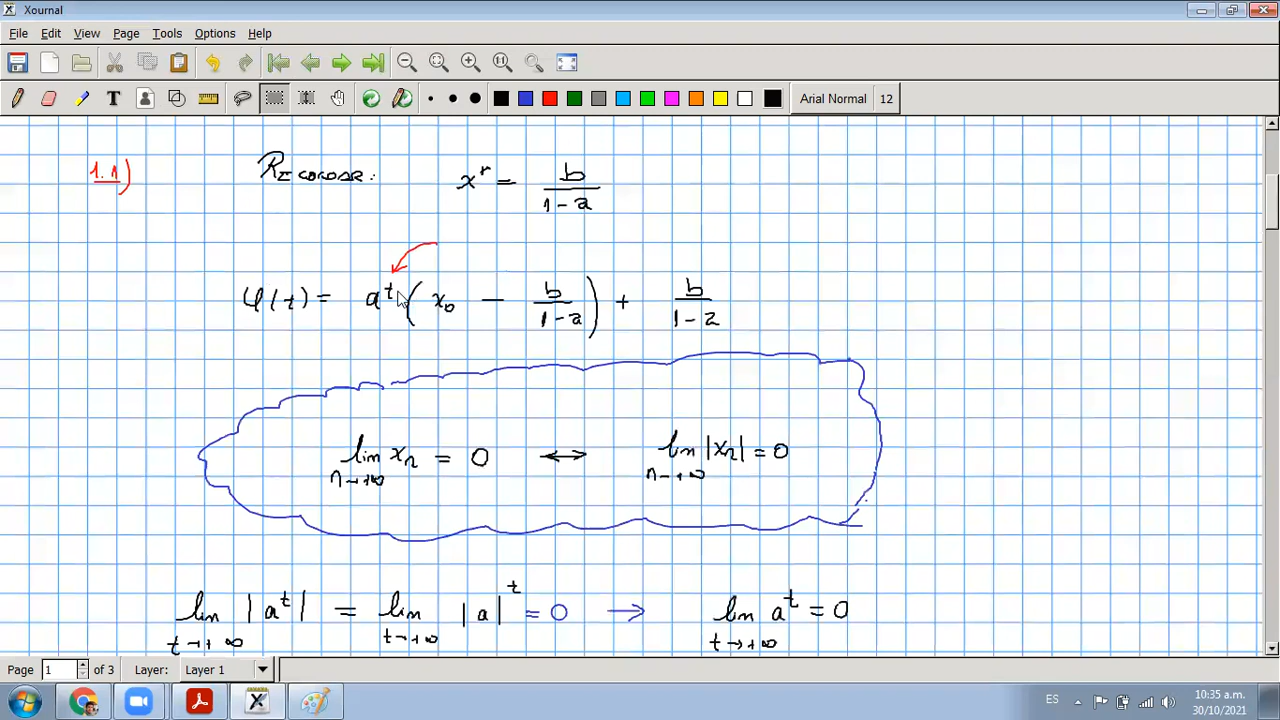 Xournal
File Edit View Page Tools Options Help
Arial Normal 12
1.1) RECORDAR: x^r = b/(1-a)
φ(t) = a^t (x_0 - b/(1-a)) + b/(1-a)
lim_{n→+∞} x_n = 0 ↔ lim_{n→+∞} |x_n| = 0
lim_{t→+∞} |a^t| = lim_{t→+∞} |a|^t = 0 → lim_{t→+∞} a^t = 0
Page 1 of 3 Layer: Layer 1
ES 10:35 a.m.
30/10/2021